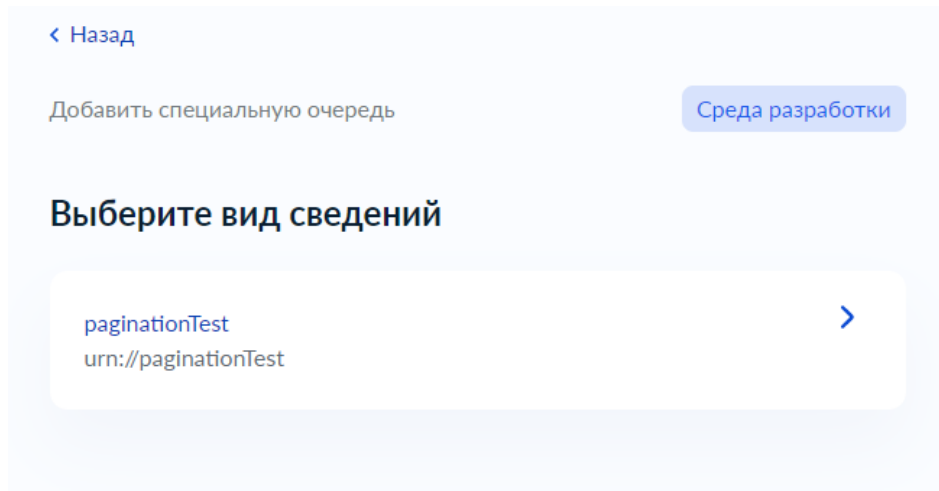 Назад
Добавить специальную очередь
Среда разработки
Выберите вид сведений
paginationTest
urn://paginationTest